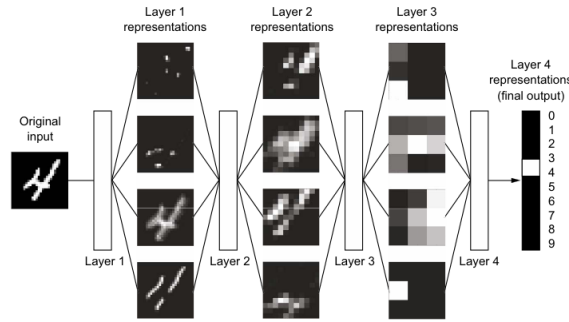 Layer 1
representations
Layer 2
representations
Layer 3
representations
Layer 4
representations
(final output)
Original
input
0
1
2
3
4
5
6
7
8
9
Layer 1
Layer 2
Layer 3
Layer 4